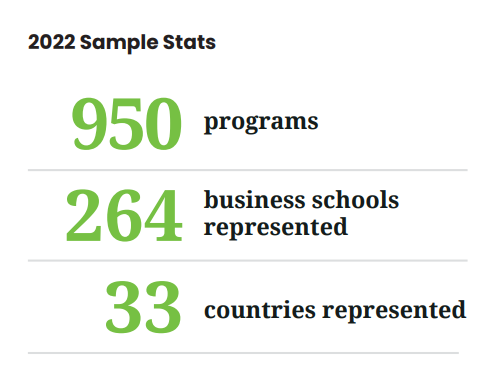 2022 Sample Stats
950 programs
264 business schools
represented
33 countries represented